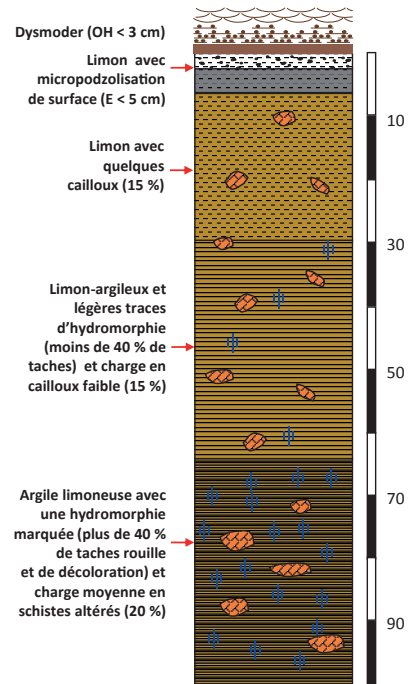 Dysmoder (OH < 3 cm)
Limon avec
micropodzolisation
de surface (E < 5 cm)
10
Limon avec
quelques
cailloux (15 %)
30
Limon-argileux et
légères traces
d’hydromorphie
(moins de 40 % de
taches) et charge en
cailloux faible (15 %)
50
70
Argile limoneuse avec
une hydromorphie
marquée (plus de 40 %
de taches rouille
et de décoloration) et
charge moyenne en
schistes altérés (20 %)
90